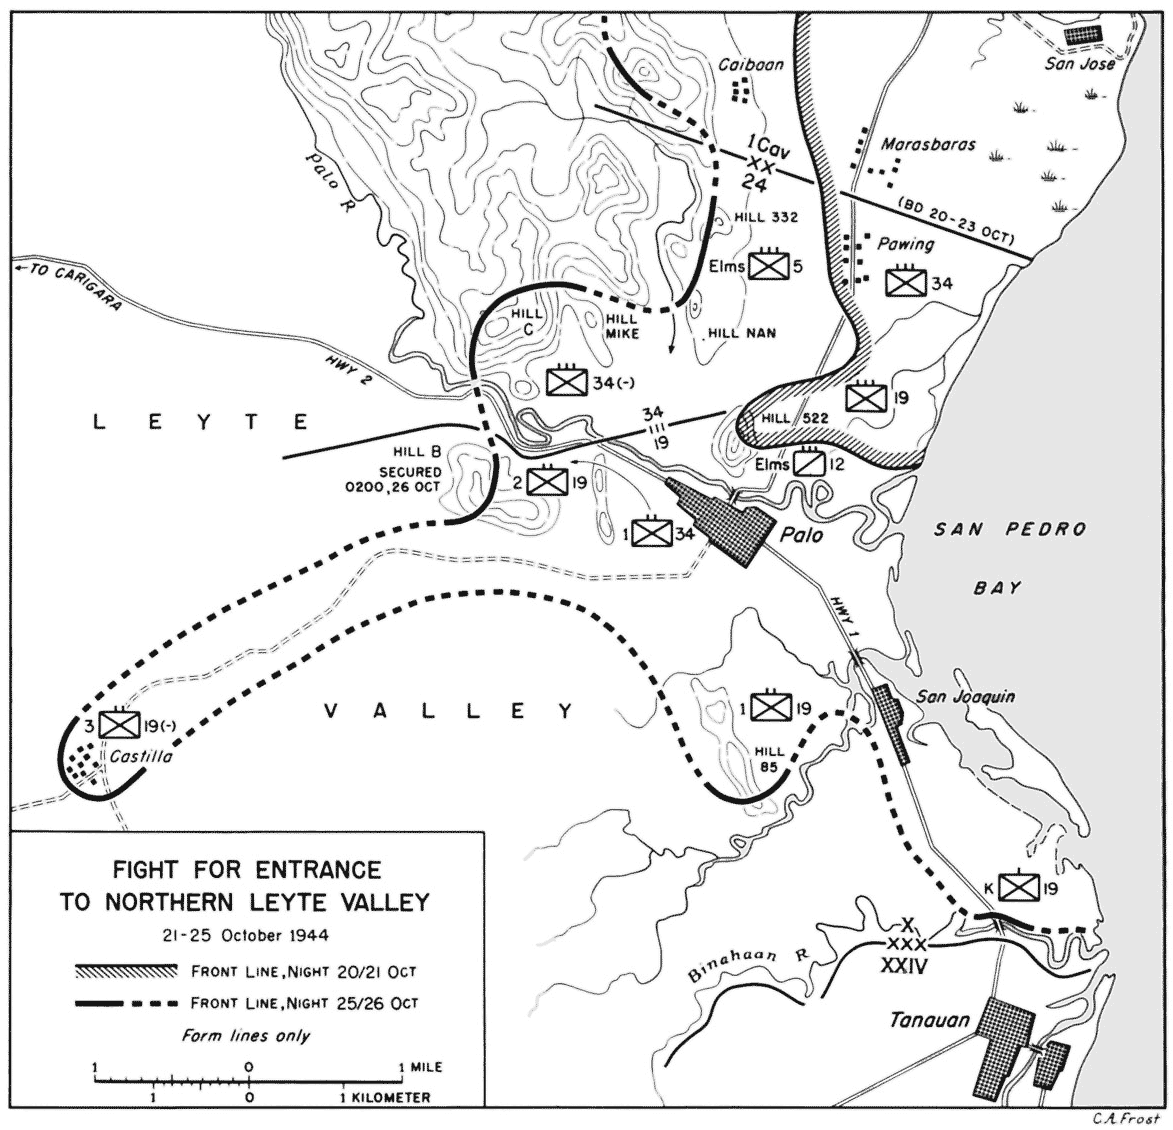 San Jose
Caibaan
Marasbaras
1 Cav
XX
24
Palo R
(BD 20-23 OCT)
HILL 332
Pawing
Elms 5
34
←TO CARIGARA
HILL
C
HILL
MIKE
HILL NAN
HWY 2
34(-)
19
LEYTE
34
III
19
HILL 522
HILL B
SECURED
0200, 26 OCT
Elms 12
2 19
1 34
Palo
SAN PEDRO
BAY
HWY 1
San Joaquin
VALLEY
1 19
3 19(-)
Castilla
HILL
85
K 19
X
XXX
XXIV
Binahaan R
Tanauan
FIGHT FOR ENTRANCE
TO NORTHERN LEYTE VALLEY
21-25 October 1944
FRONT LINE, NIGHT 20/21 OCT
FRONT LINE, NIGHT 25/26 OCT
Form lines only
1 0 1 MILE
1 0 1 KILOMETER
C.A. Frost